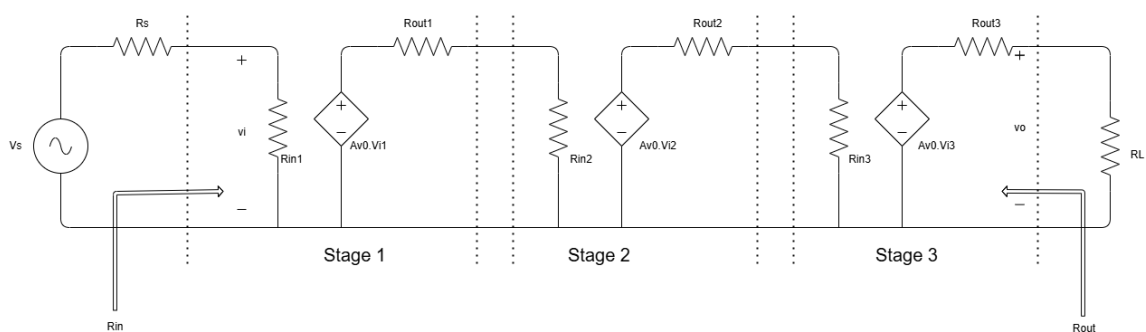 Rs
Rout1
Rout2
Rout3
+
+
Vs
vi
Rin1
+
−
Av0.Vi1
Rin2
+
−
Av0.Vi2
Rin3
+
−
Av0.Vi3
vo
RL
−
−
Stage 1
Stage 2
Stage 3
Rin
Rout